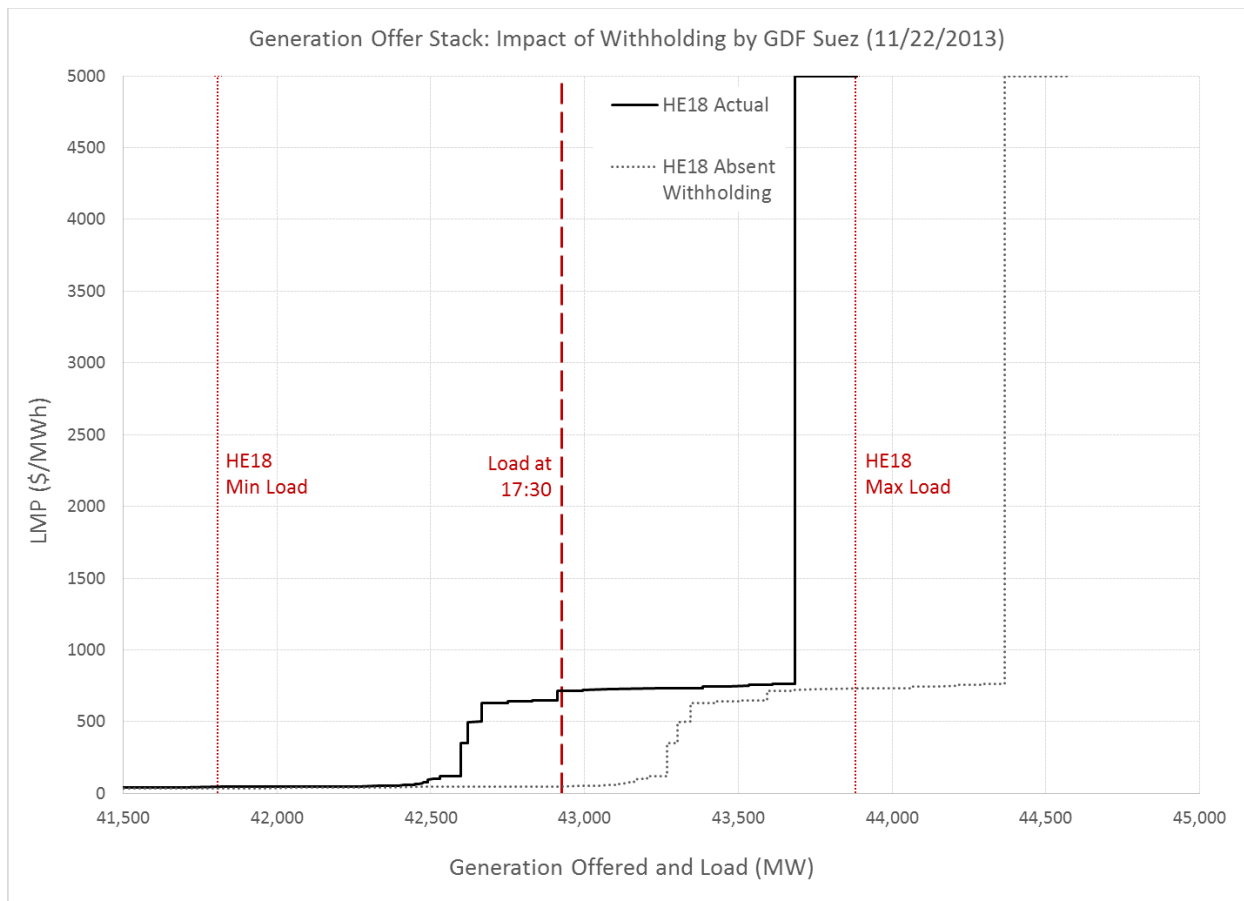 Generation Offer Stack: Impact of Withholding by GDF Suez (11/22/2013)
5000
4500
4000
3500
3000
2500
2000
1500
1000
500
0
LMP ($/MWh)
HE18 Actual
HE18 Absent
Withholding
HE18
Min Load
Load at
17:30
HE18
Max Load
41,500
42,000
42,500
43,000
43,500
44,000
44,500
45,000
Generation Offered and Load (MW)